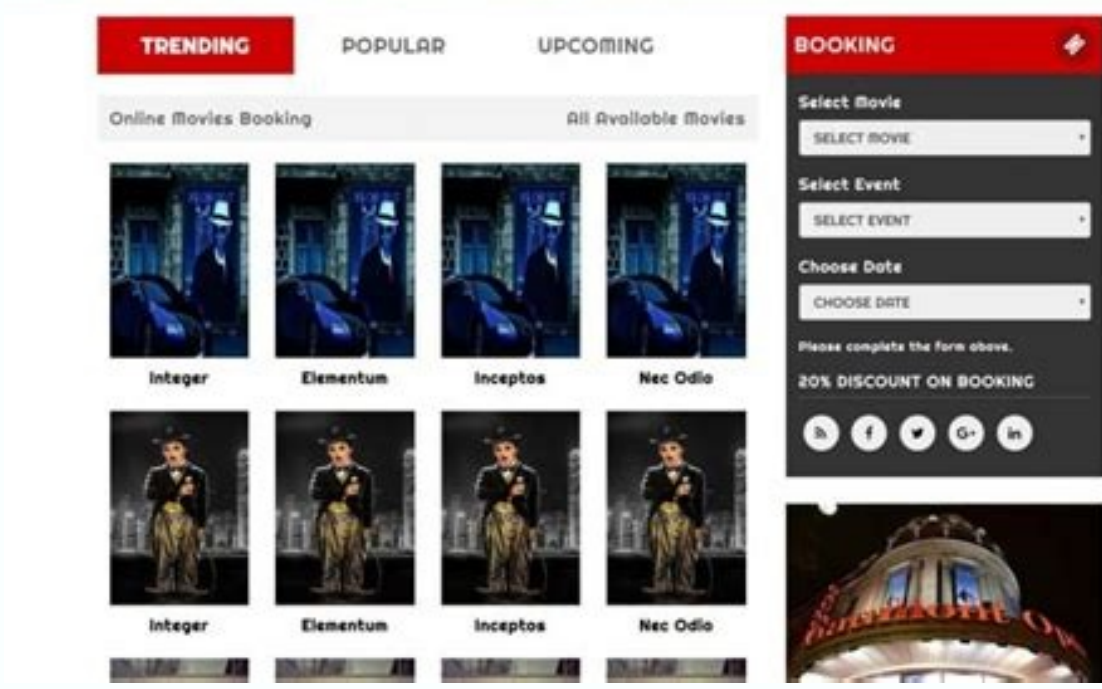 TRENDING POPULAR UPCOMING
Online Movies Booking All Available Movies
Integer Elementum Inceptos Nec Odio
Integer Elementum Inceptos Nec Odio
BOOKING
Select Movie
SELECT MOVIE
Select Event
SELECT EVENT
Choose Date
CHOOSE DATE
Please complete the form above.
20% DISCOUNT ON BOOKING
f G+ in